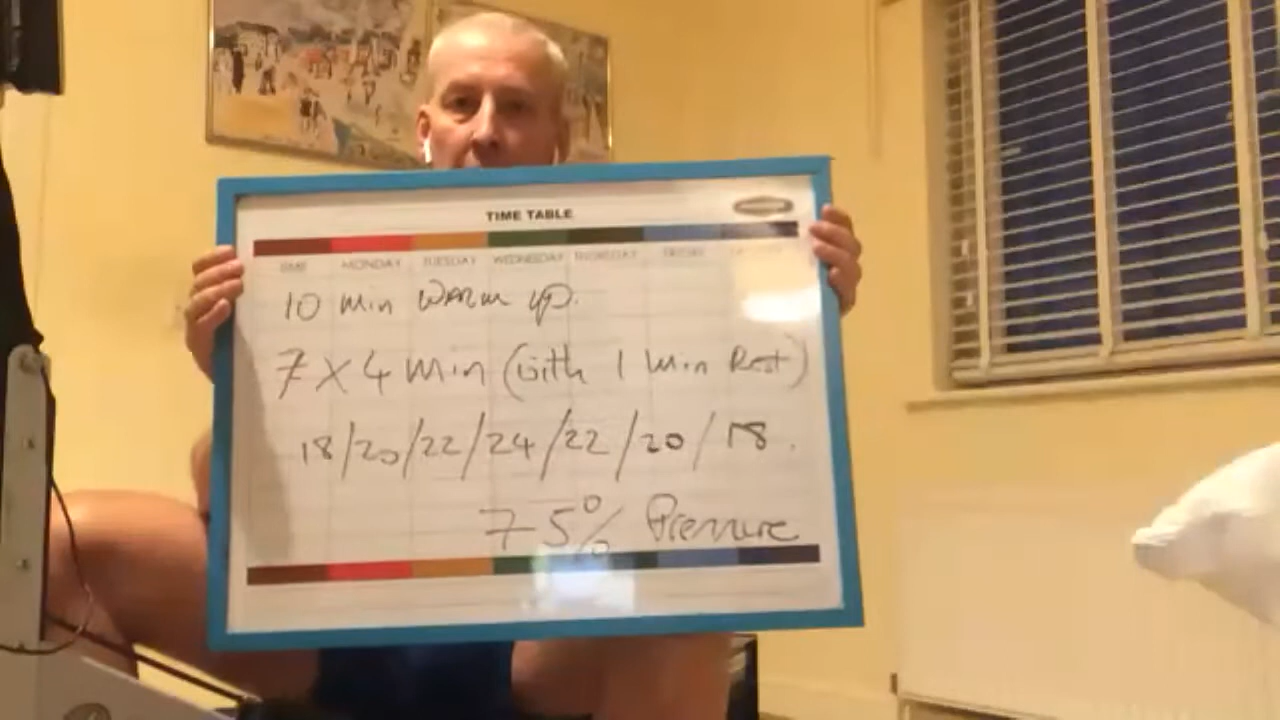 TIME TABLE
TIME MONDAY TUESDAY WEDNESDAY THURSDAY FRIDAY
10 Min Warm up.
7 X 4 Min (with 1 Min Rest)
18/20/22/24/22/20/18.
75% Pressure